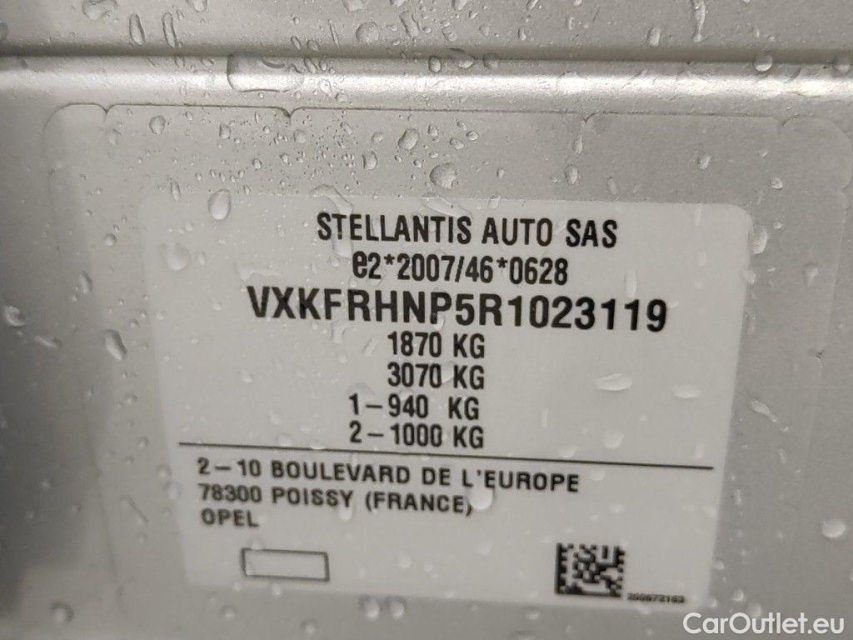 STELLANTIS AUTO SAS
e2*2007/46*0628
VXKFRHNP5R1023119
1870 KG
3070 KG
1-940 KG
2-1000 KG
2-10 BOULEVARD DE L'EUROPE
78300 POISSY (FRANCE)
OPEL
CarOutlet.eu